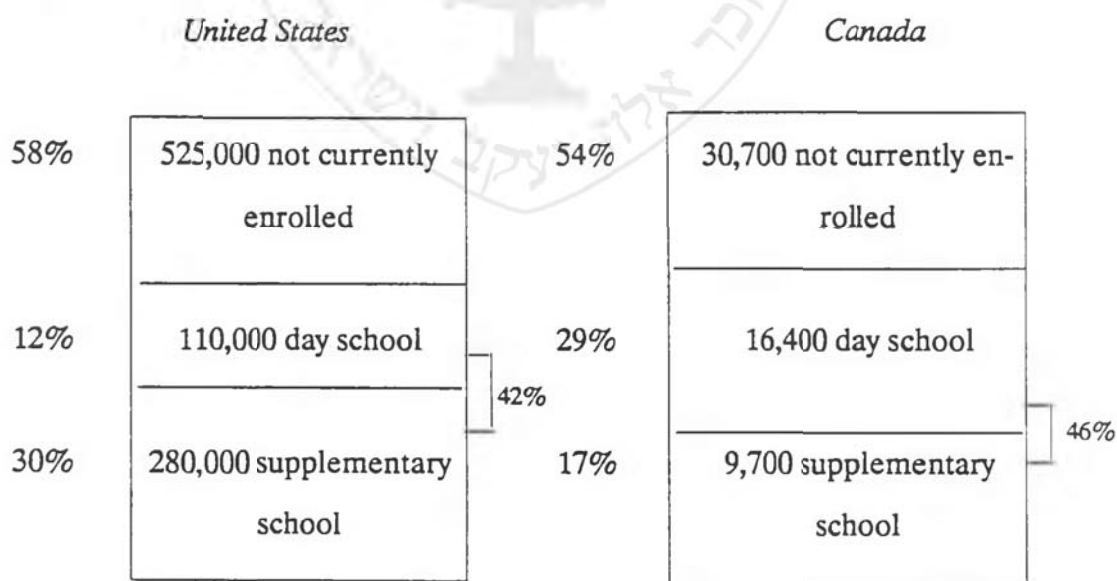 United States
Canada
58%
525,000 not currently
enrolled
12%
110,000 day school
42%
30%
280,000 supplementary
school
54%
30,700 not currently en-
rolled
29%
16,400 day school
46%
17%
9,700 supplementary
school
יעקב